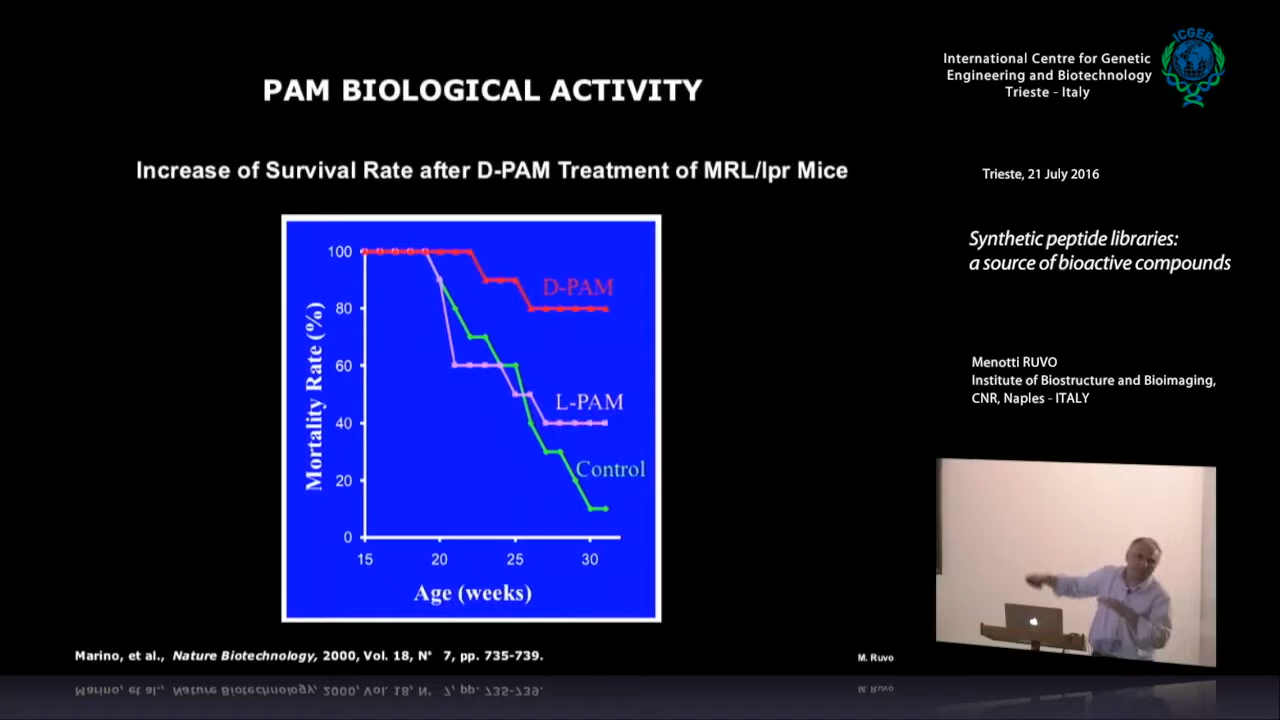 PAM BIOLOGICAL ACTIVITY
Increase of Survival Rate after D-PAM Treatment of MRL/lpr Mice
Mortality Rate (%)
100
80
60
40
20
0
15
20
25
30
Age (weeks)
D-PAM
L-PAM
Control
Marino, et al., Nature Biotechnology, 2000, Vol. 18, N° 7, pp. 735-739.
M. Ruvo
International Centre for Genetic
Engineering and Biotechnology
Trieste - Italy
ICGEB
Trieste, 21 July 2016
Synthetic peptide libraries:
a source of bioactive compounds
Menotti RUVO
Institute of Biostructure and Bioimaging,
CNR, Naples - ITALY